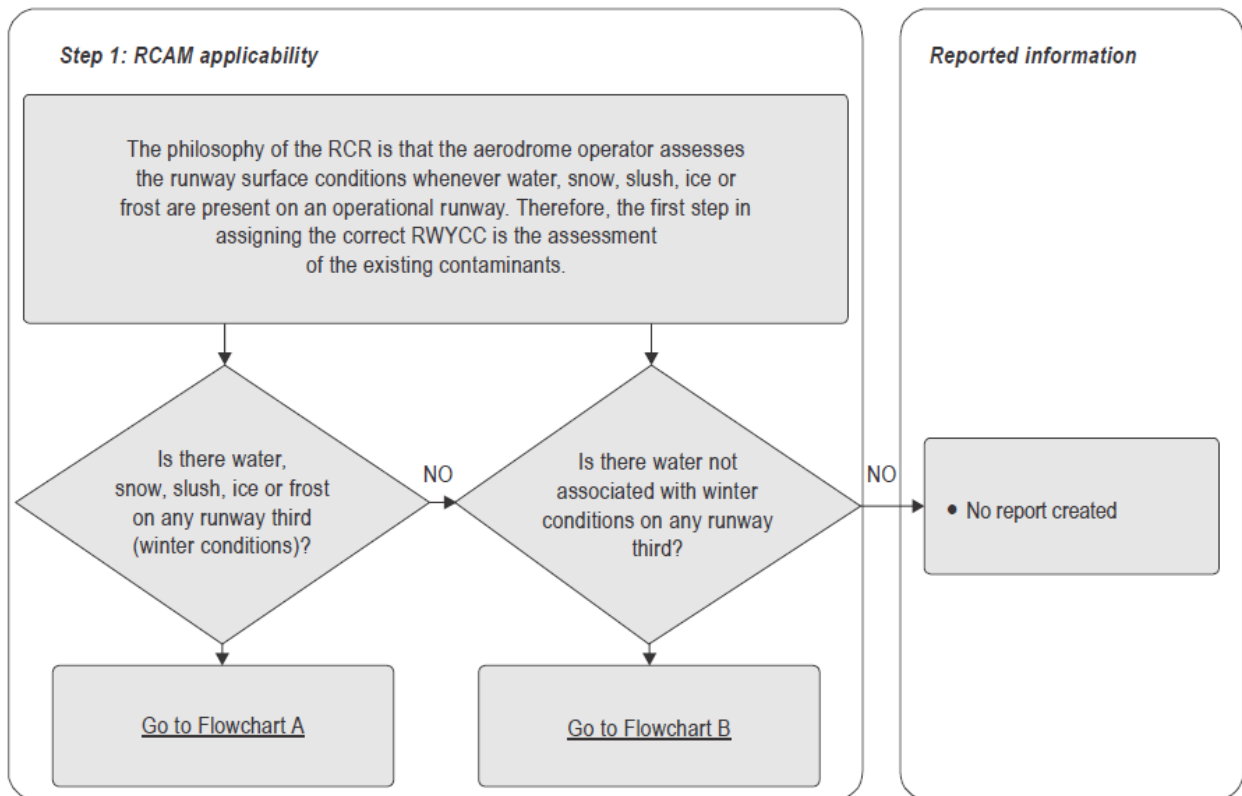 Step 1: RCAM applicability
Reported information
The philosophy of the RCR is that the aerodrome operator assesses
the runway surface conditions whenever water, snow, slush, ice or
frost are present on an operational runway. Therefore, the first step in
assigning the correct RWYCC is the assessment
of the existing contaminants.
Is there water,
snow, slush, ice or frost
on any runway third
(winter conditions)?
NO
Is there water not
associated with winter
conditions on any runway
third?
NO
• No report created
Go to Flowchart A
Go to Flowchart B